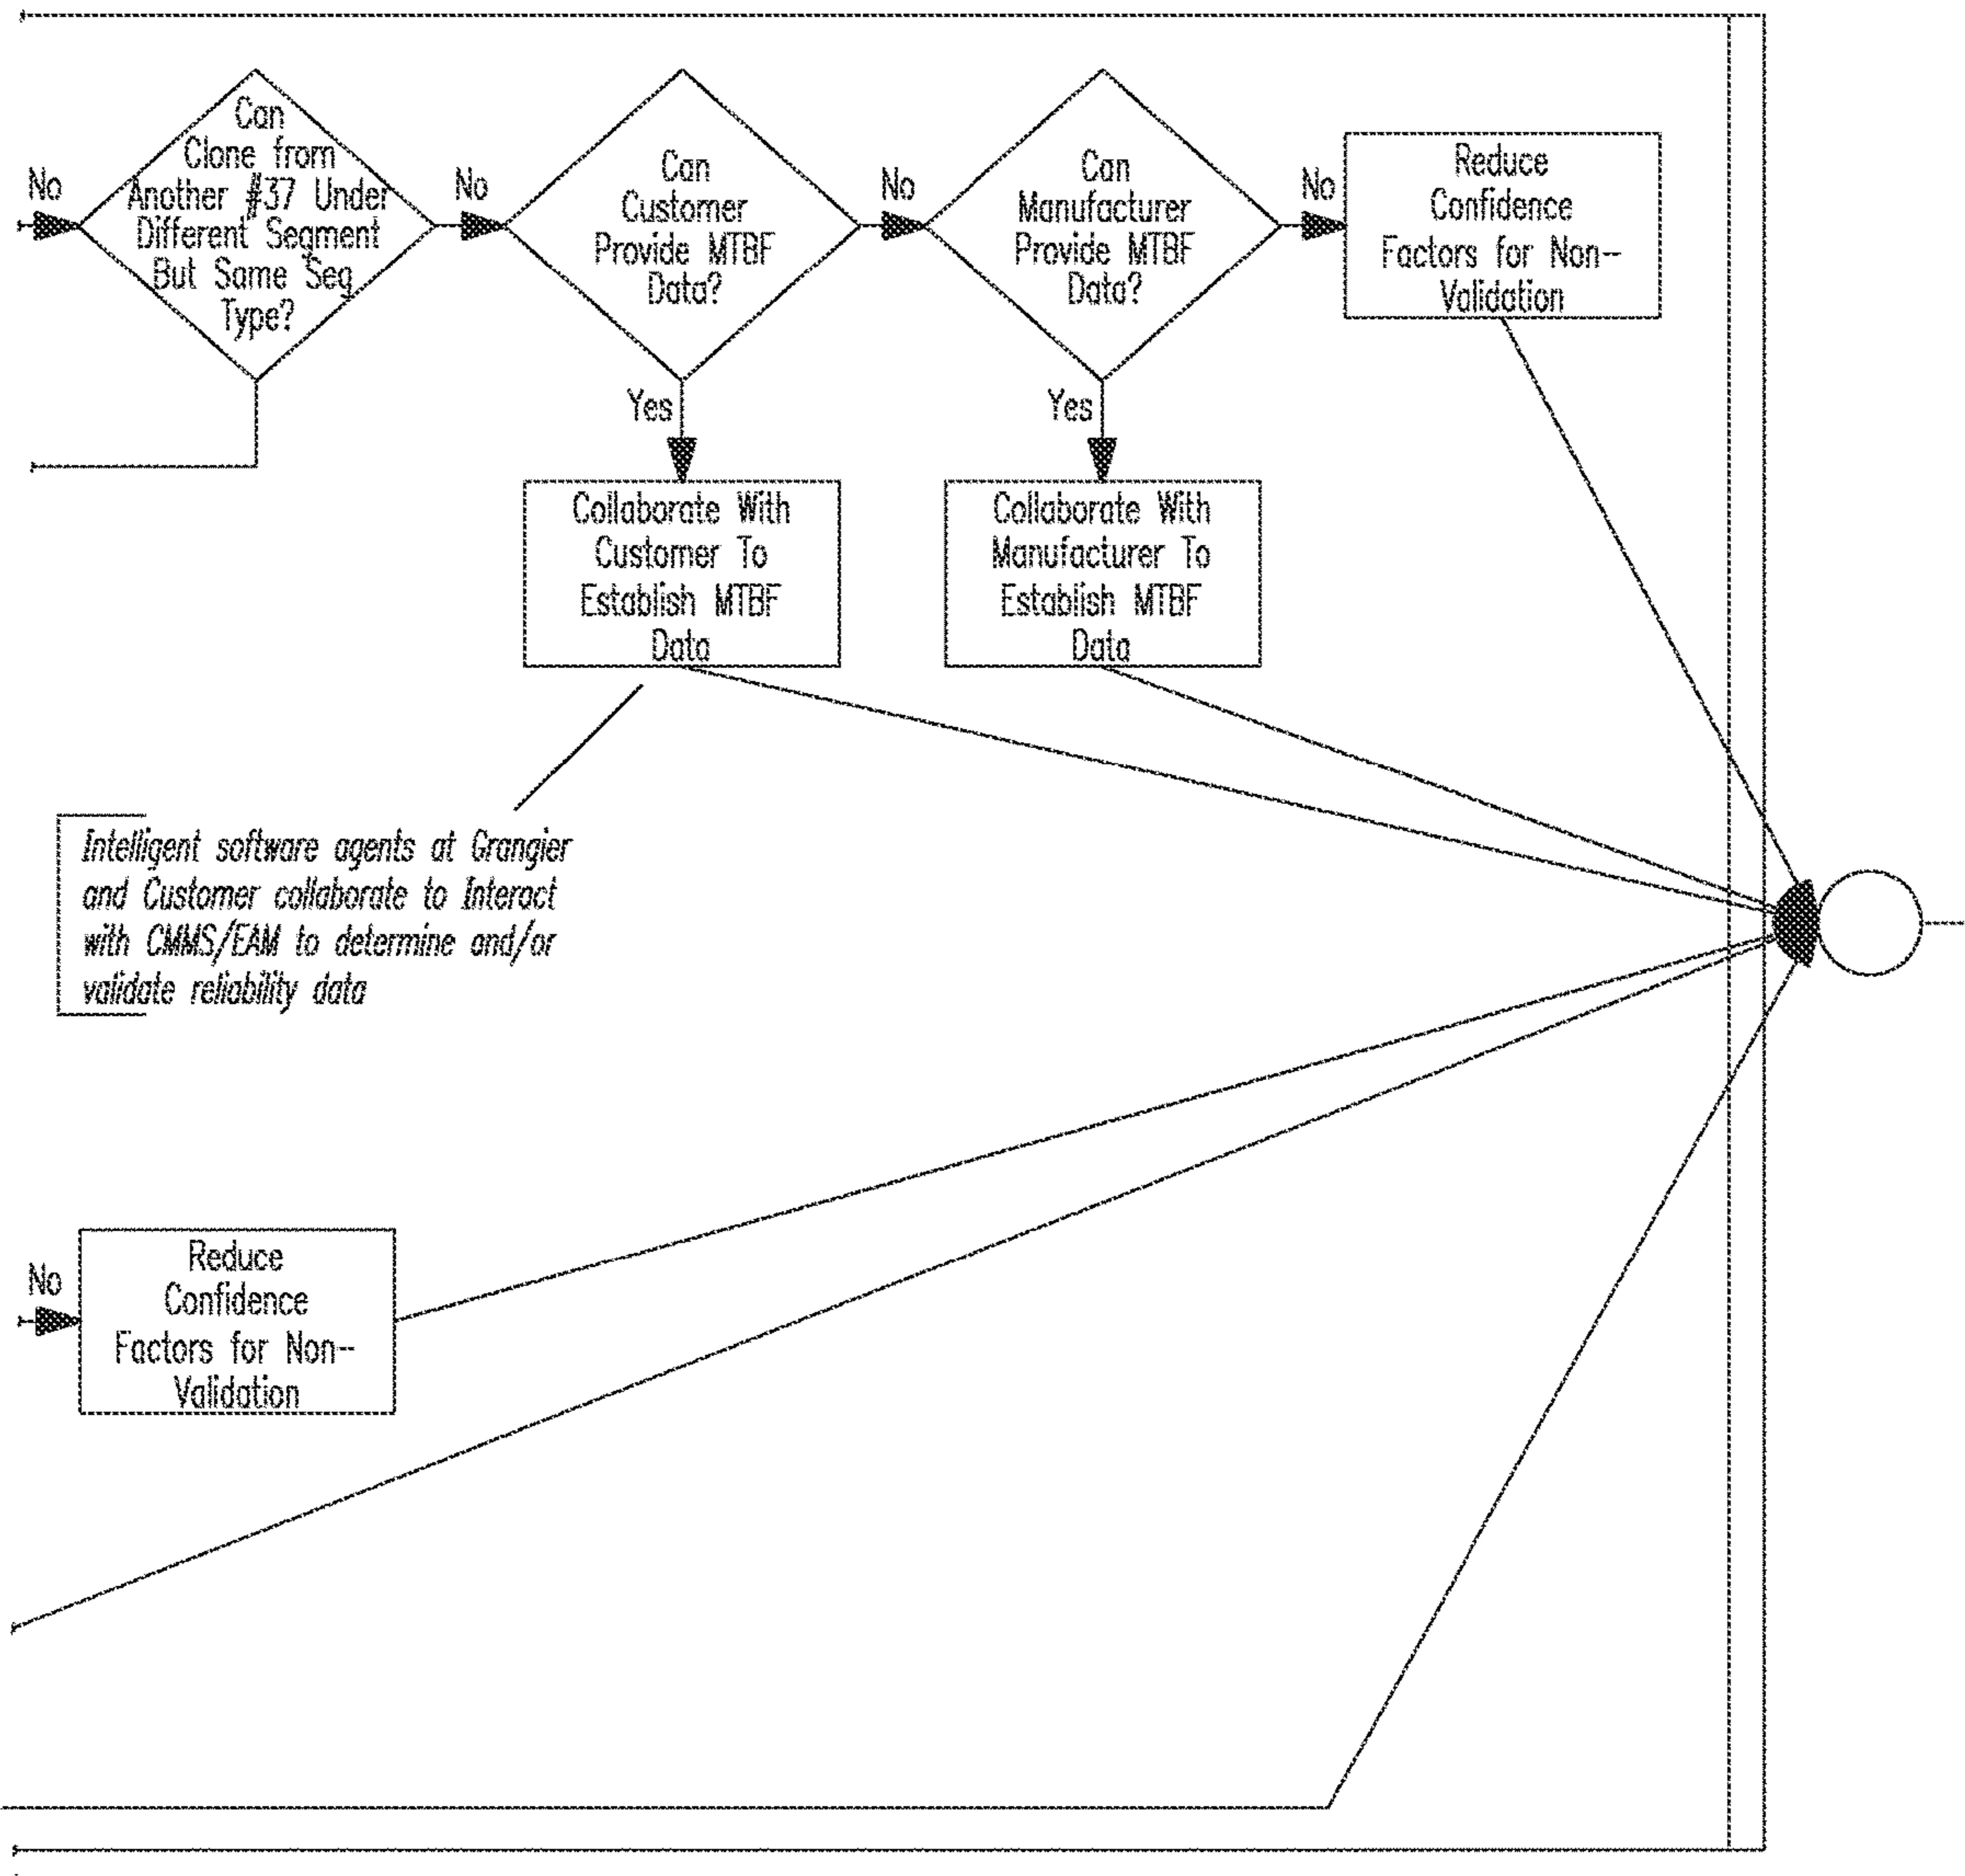 No
Can
Clone from
Another #37 Under
Different Segment
But Same Seg
Type?
No
Can
Customer
Provide MTBF
Data?
No
Can
Manufacturer
Provide MTBF
Data?
No
Reduce
Confidence
Factors for Non-
Validation
Yes
Yes
Collaborate With
Customer To
Establish MTBF
Data
Collaborate With
Manufacturer To
Establish MTBF
Data
Intelligent software agents at Grangier
and Customer collaborate to Interact
with CMMS/EAM to determine and/or
validate reliability data
No
Reduce
Confidence
Factors for Non-
Validation